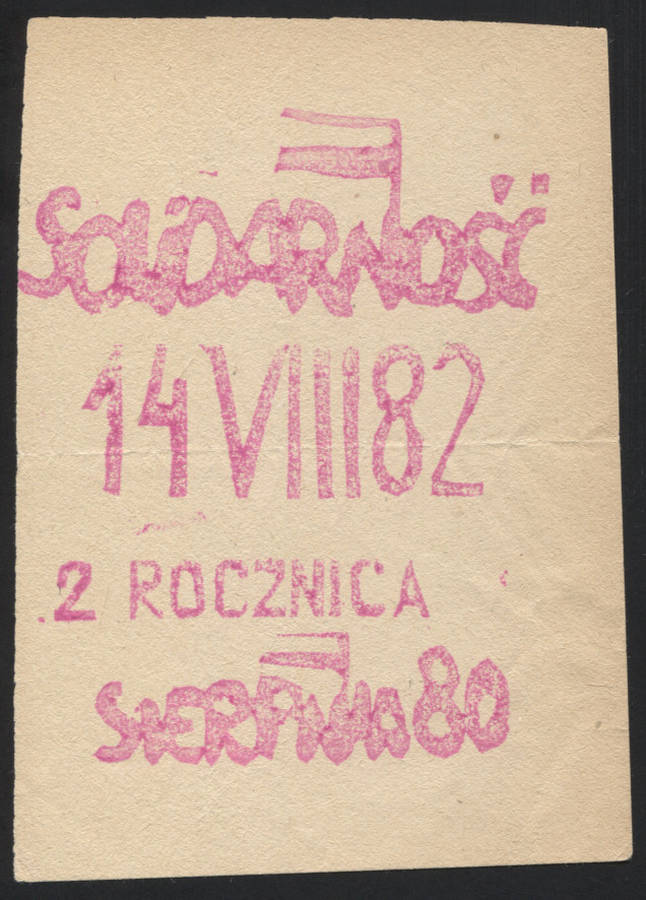 SOLIDARNOŚĆ
14 VIII 82
2 ROCZNICA
SIERPNIA 80